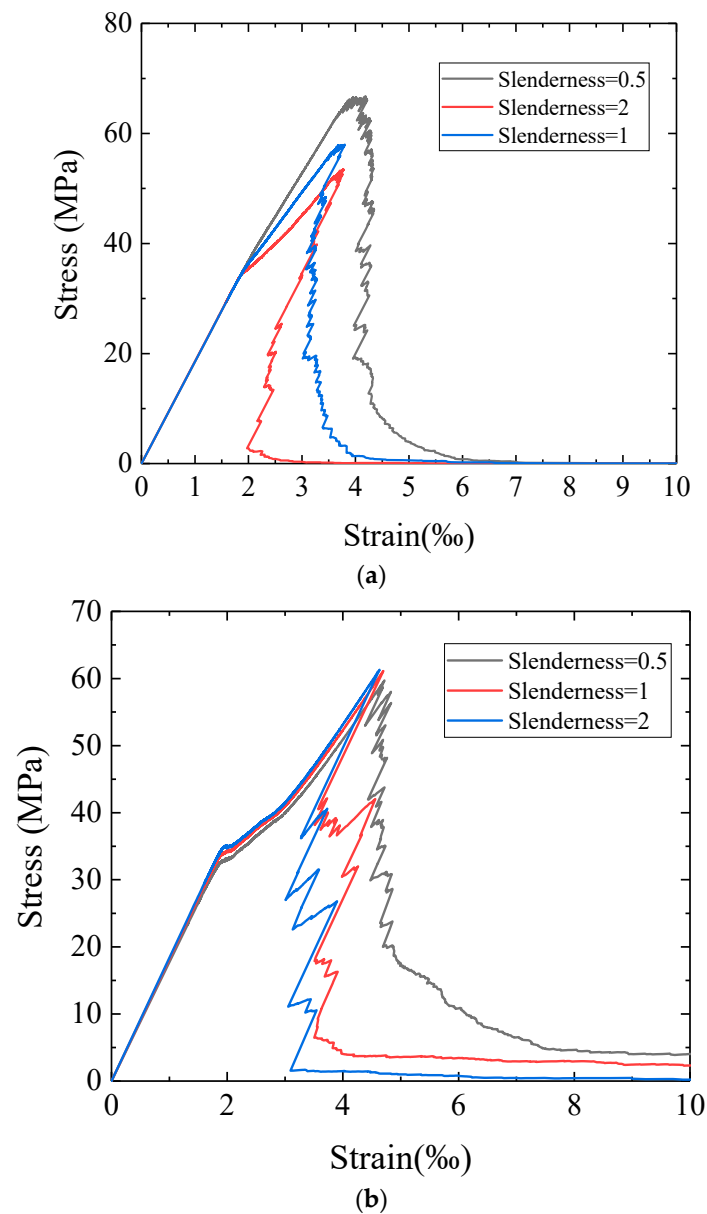 80
60
40
20
0
Stress (MPa)
Slenderness=0.5
Slenderness=2
Slenderness=1
0 1 2 3 4 5 6 7 8 9 10
Strain(‰)
(a)
70
60
50
40
30
20
10
0
Stress (MPa)
Slenderness=0.5
Slenderness=1
Slenderness=2
0 2 4 6 8 10
Strain(‰)
(b)